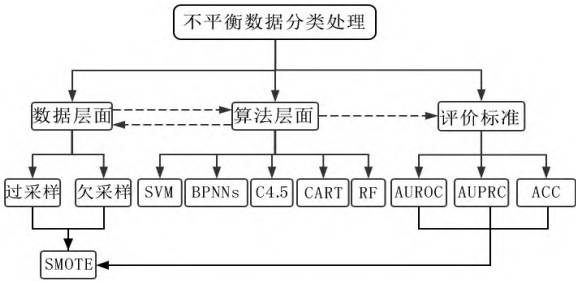 不平衡数据分类处理
数据层面
算法层面
评价标准
过采样
欠采样
SVM
BPNNs
C4.5
CART
RF
AUROC
AUPRC
ACC
SMOTE